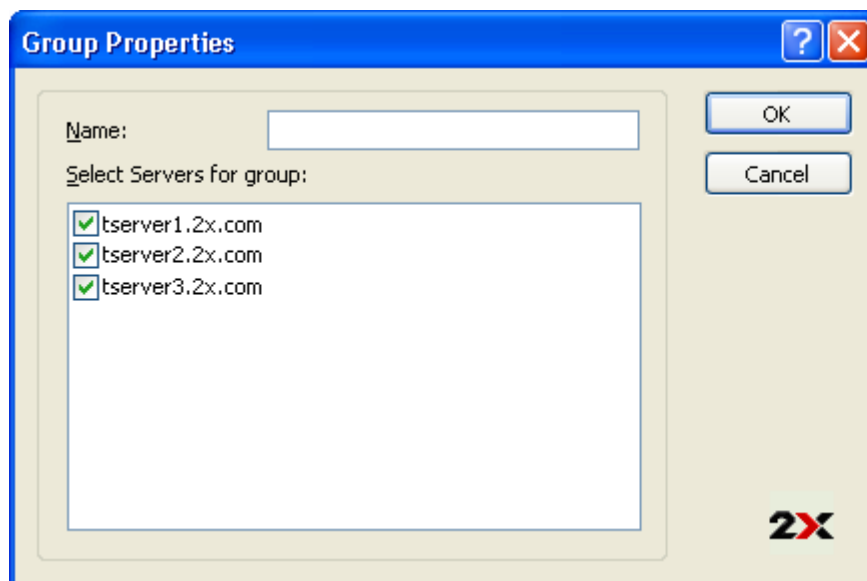 Group Properties
?
Name:
OK
Select Servers for group:
Cancel
tserver1.2x.com
tserver2.2x.com
tserver3.2x.com
2X